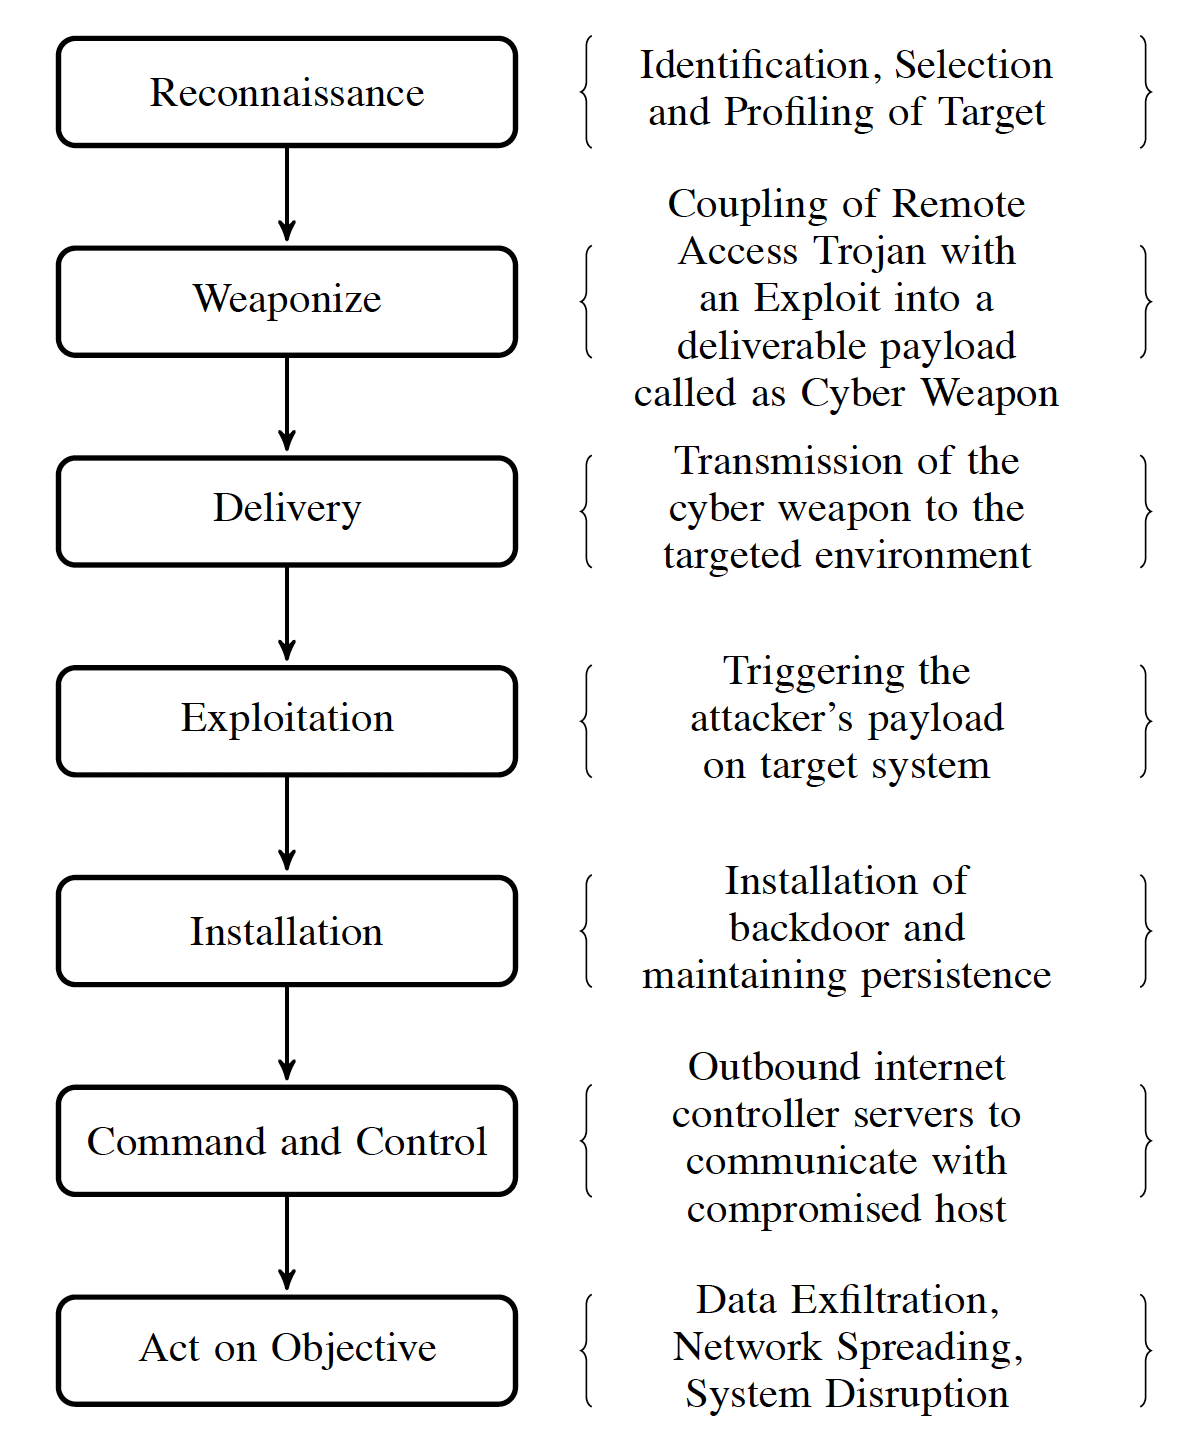 Reconnaissance
Identification, Selection
and Profiling of Target
Weaponize
Coupling of Remote
Access Trojan with
an Exploit into a
deliverable payload
called as Cyber Weapon
Delivery
Transmission of the
cyber weapon to the
targeted environment
Exploitation
Triggering the
attacker's payload
on target system
Installation
Installation of
backdoor and
maintaining persistence
Command and Control
Outbound internet
controller servers to
communicate with
compromised host
Act on Objective
Data Exfiltration,
Network Spreading,
System Disruption